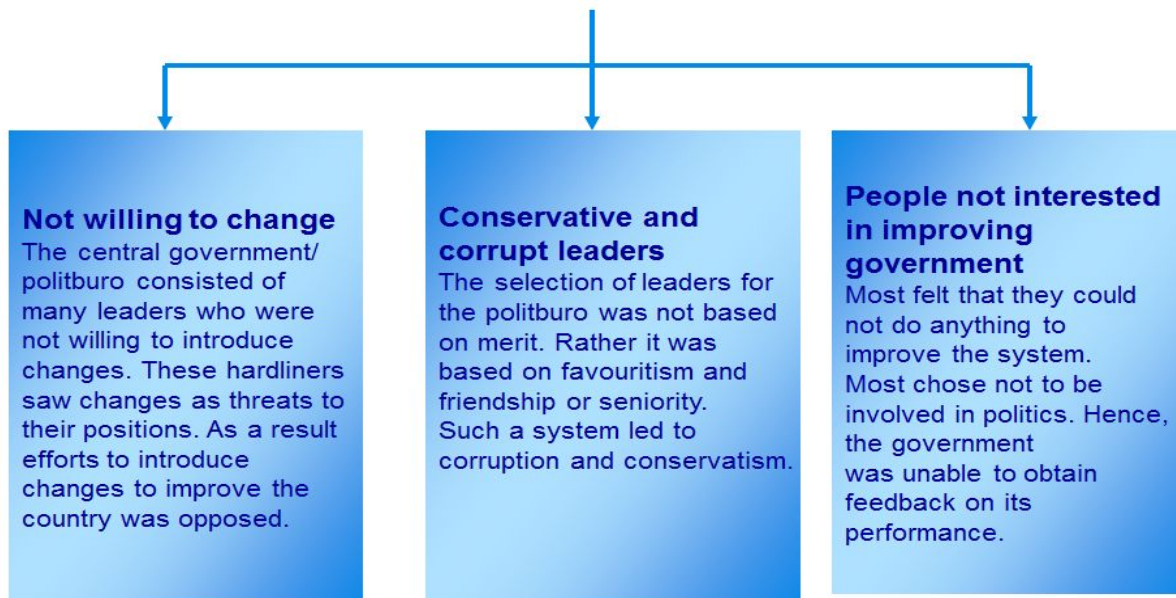 Not willing to change
The central government/
politburo consisted of
many leaders who were
not willing to introduce
changes. These hardliners
saw changes as threats to
their positions. As a result
efforts to introduce
changes to improve the
country was opposed.
Conservative and
corrupt leaders
The selection of leaders for
the politburo was not based
on merit. Rather it was
based on favouritism and
friendship or seniority.
Such a system led to
corruption and conservatism.
People not interested
in improving
government
Most felt that they could
not do anything to
improve the system.
Most chose not to be
involved in politics. Hence,
the government
was unable to obtain
feedback on its
performance.